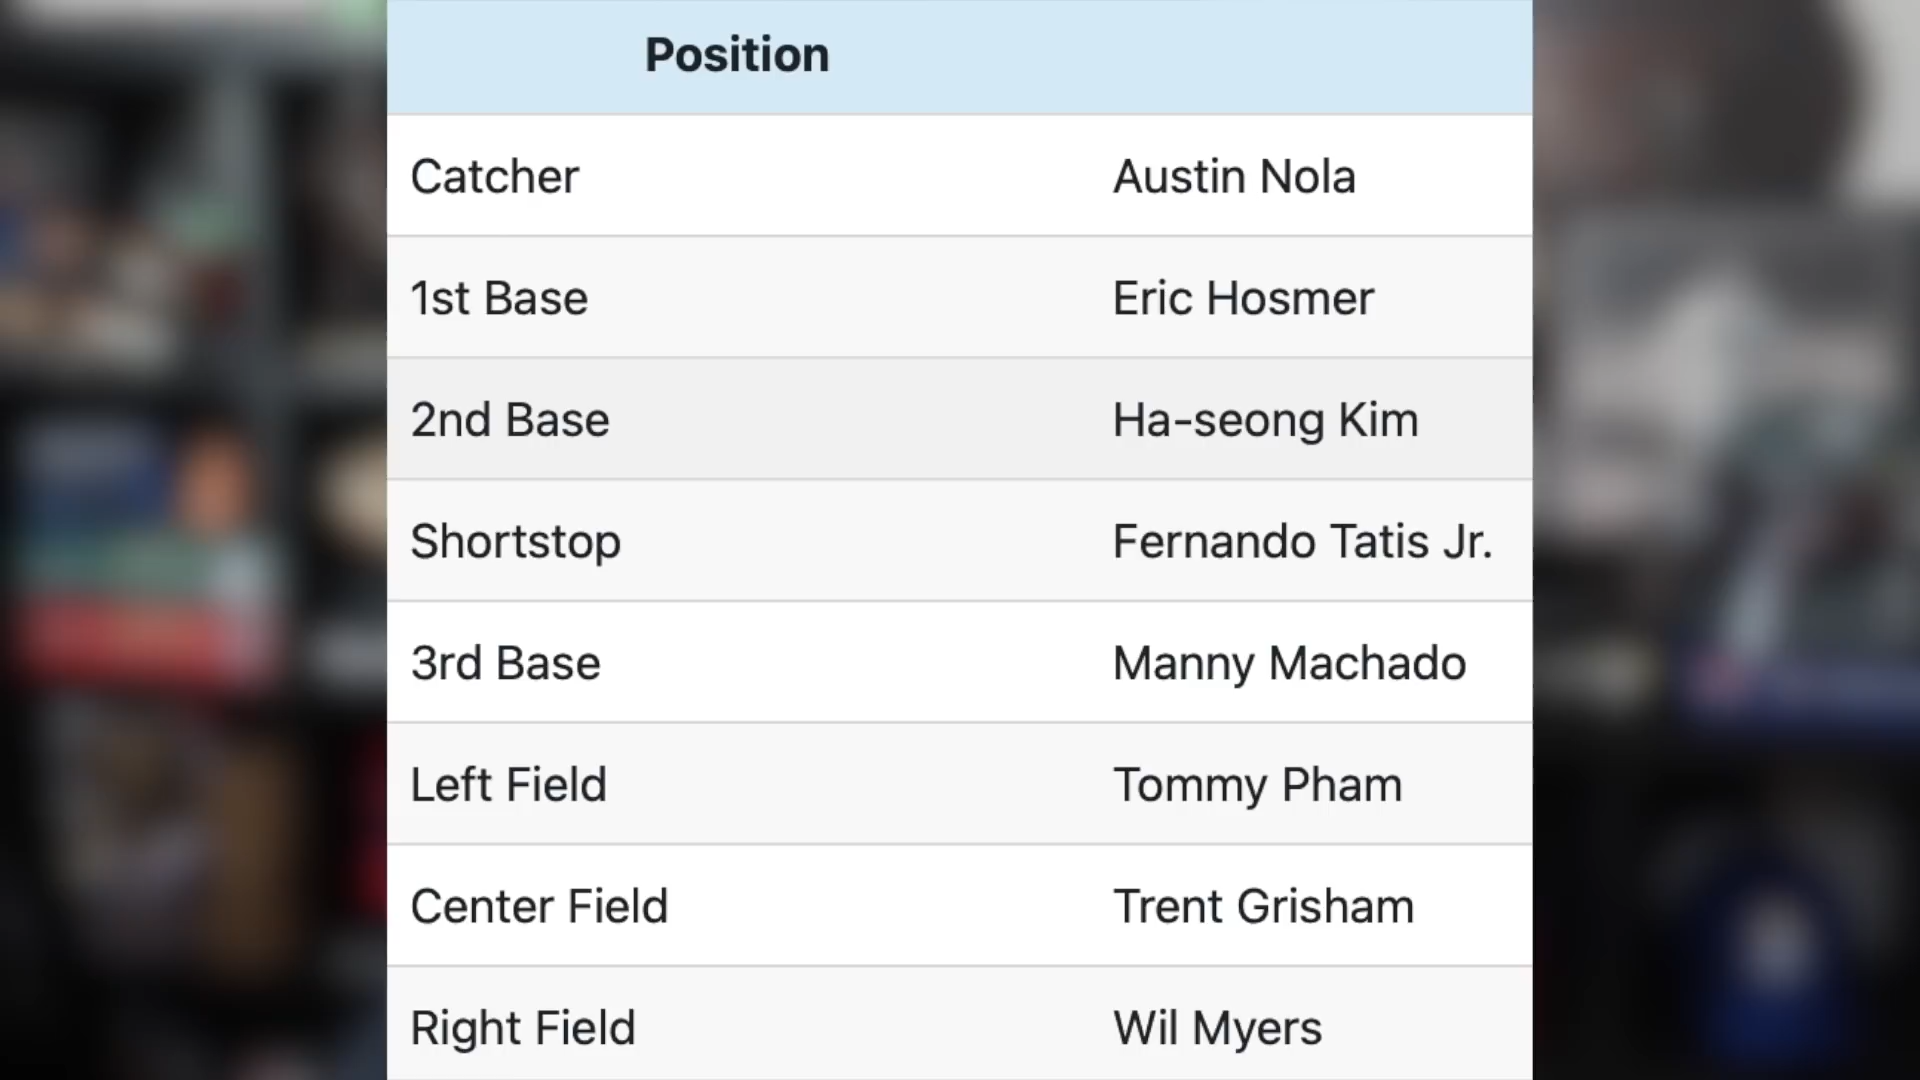 Position
Catcher Austin Nola
1st Base Eric Hosmer
2nd Base Ha-seong Kim
Shortstop Fernando Tatis Jr.
3rd Base Manny Machado
Left Field Tommy Pham
Center Field Trent Grisham
Right Field Wil Myers